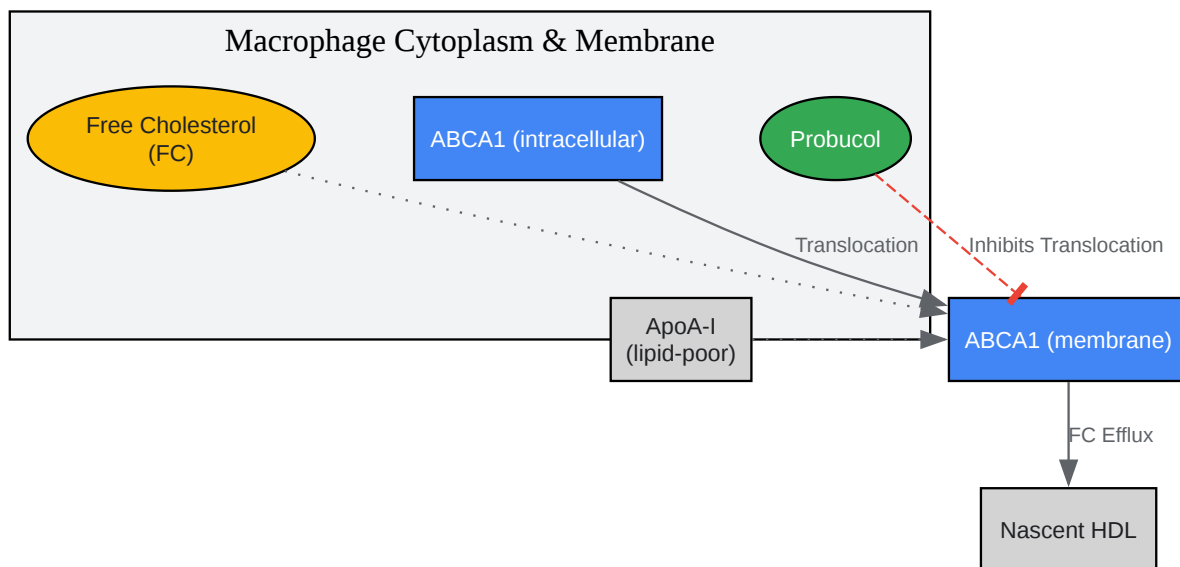 Macrophage Cytoplasm & Membrane
Free Cholesterol
(FC)
ABCA1 (intracellular)
Probucol
Translocation
Inhibits Translocation
ApoA-I
(lipid-poor)
ABCA1 (membrane)
FC Efflux
Nascent HDL